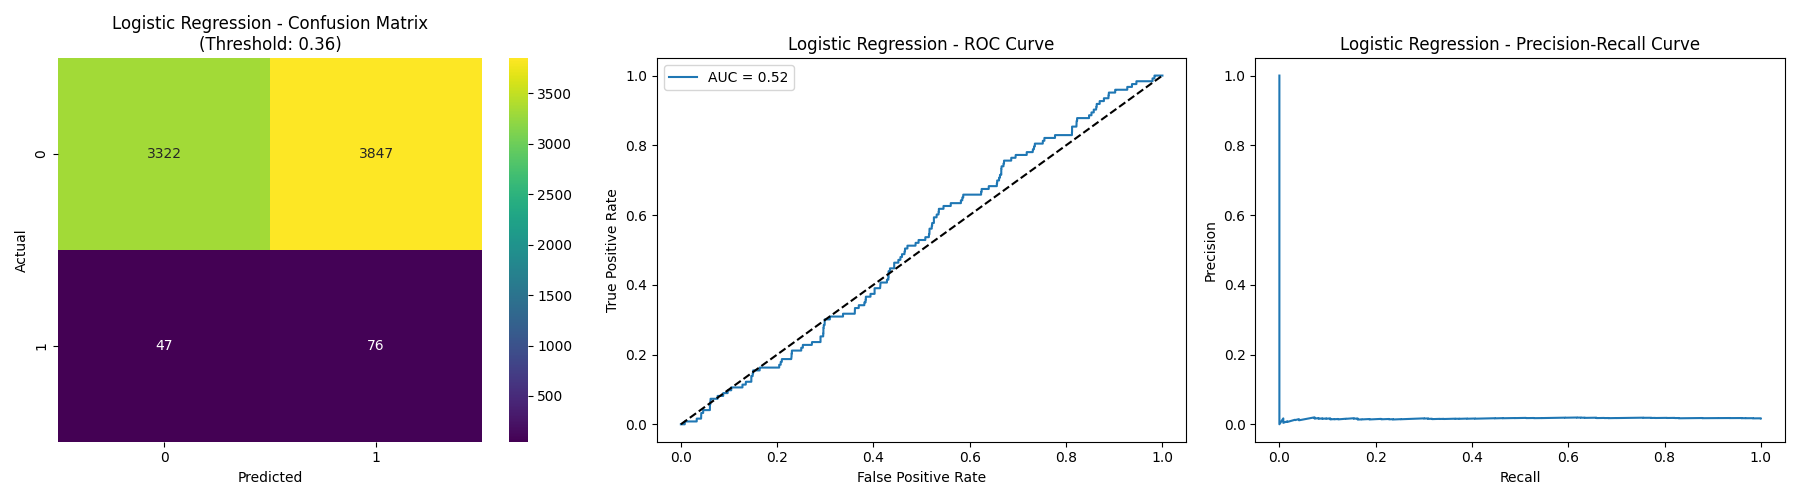 Logistic Regression - Confusion Matrix
(Threshold: 0.36)
3322 3847
47 76
0
1
Actual
0 1
Predicted
3500
3000
2500
2000
1500
1000
500
Logistic Regression - ROC Curve
AUC = 0.52
1.0
0.8
0.6
0.4
0.2
0.0
True Positive Rate
0.0 0.2 0.4 0.6 0.8 1.0
False Positive Rate
Logistic Regression - Precision-Recall Curve
1.0
0.8
0.6
0.4
0.2
0.0
Precision
0.0 0.2 0.4 0.6 0.8 1.0
Recall